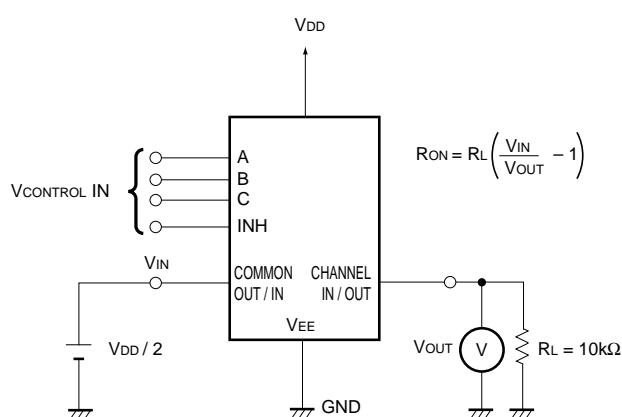 VDD
A
B
C
INH
VCONTROL IN
RON = RL(VIN/VOUT − 1)
VIN
COMMON OUT / IN
CHANNEL IN / OUT
VEE
VDD / 2
VOUT
V
RL = 10kΩ
GND